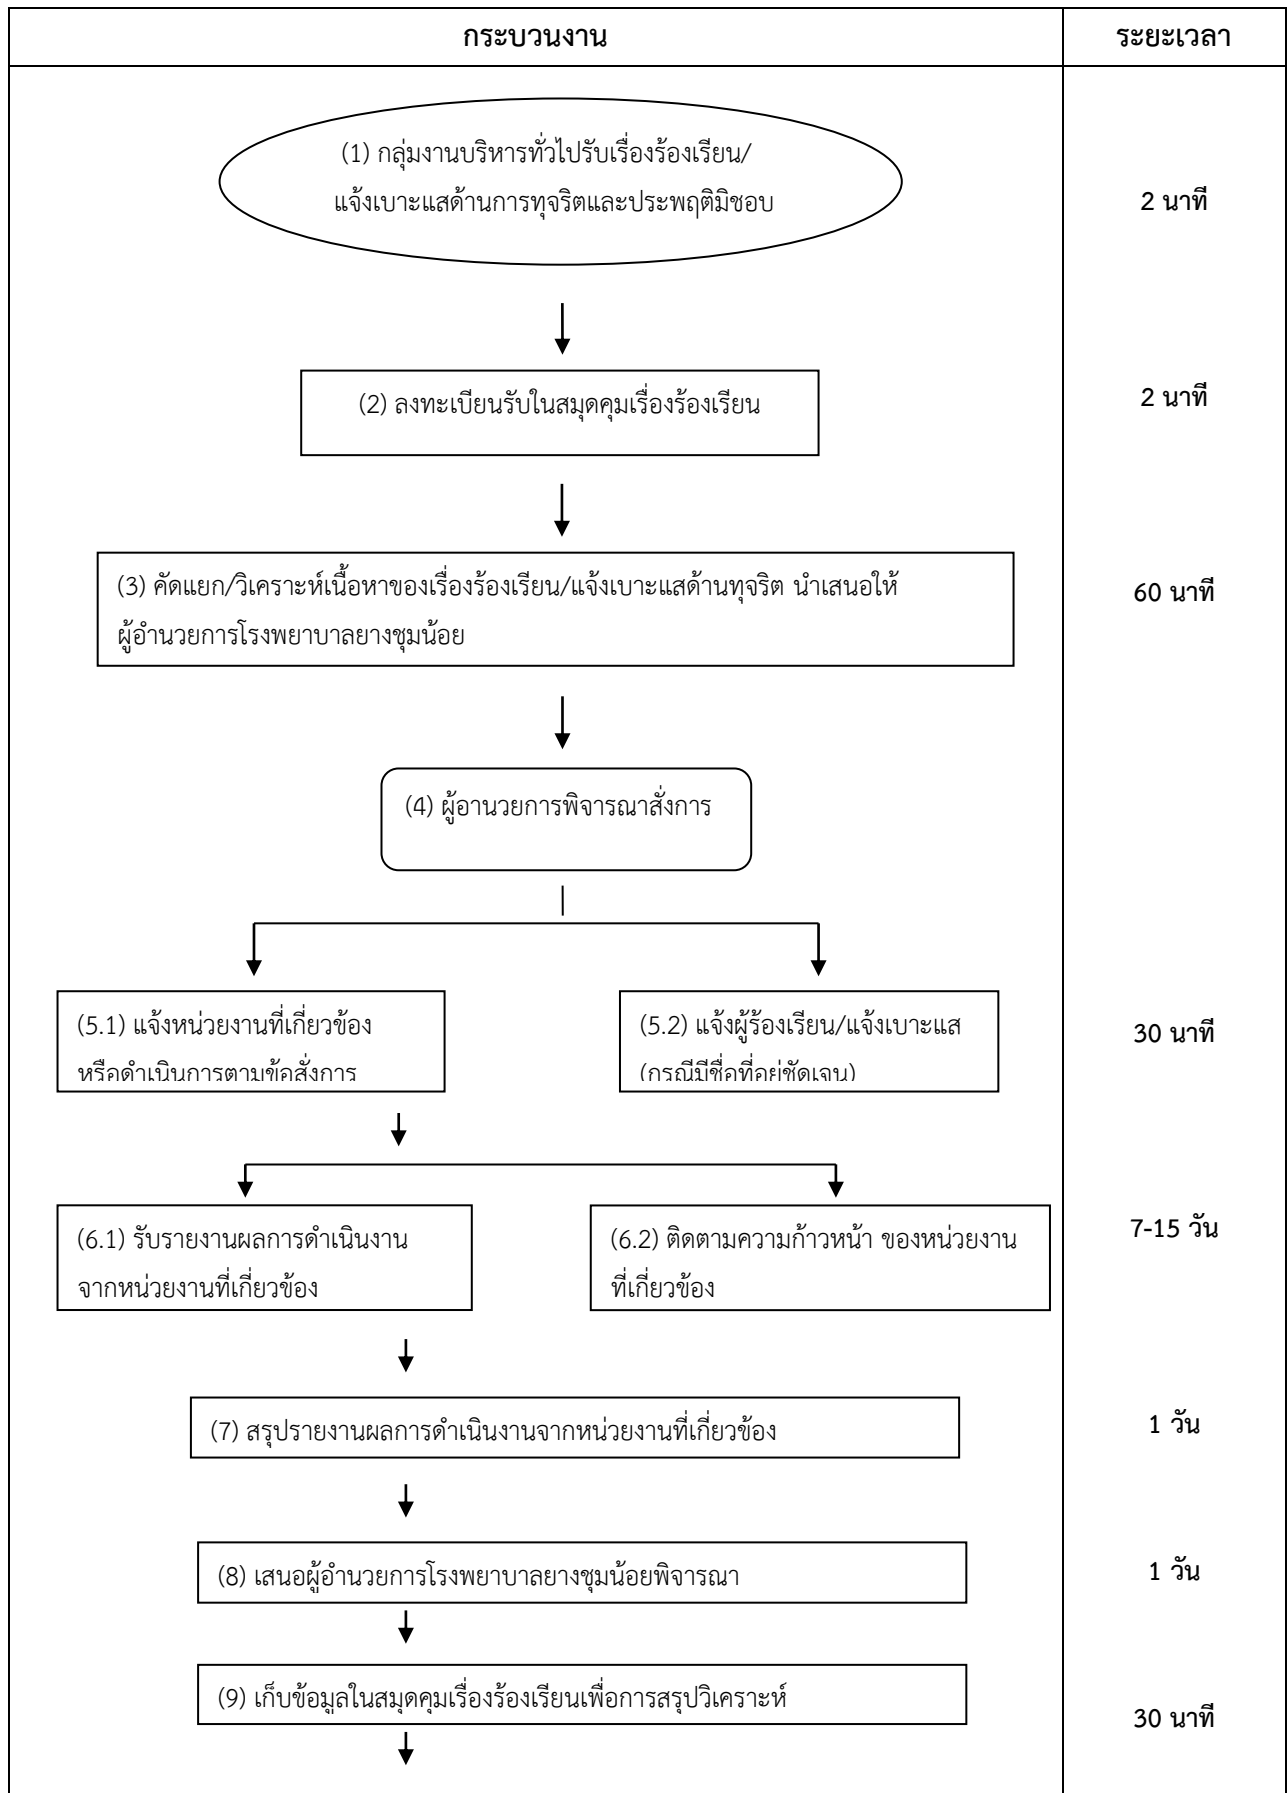 กระบวนงาน
ระยะเวลา
(1) กลุ่มงานบริหารทั่วไปรับเรื่องร้องเรียน/
แจ้งเบาะแสด้านการทุจริตและประพฤติมิชอบ
2 นาที
(2) ลงทะเบียนรับในสมุดคุมเรื่องร้องเรียน
2 นาที
(3) คัดแยก/วิเคราะห์เนื้อหาของเรื่องร้องเรียน/แจ้งเบาะแสด้านทุจริต นำเสนอให้
ผู้อำนวยการโรงพยาบาลยางชุมน้อย
60 นาที
(4) ผู้อานวยการพิจารณาสั่งการ
(5.1) แจ้งหน่วยงานที่เกี่ยวข้อง
หรือดำเนินการตามข้อสั่งการ
(5.2) แจ้งผู้ร้องเรียน/แจ้งเบาะแส
(กรณีมีชื่อที่อยู่ชัดเจน)
30 นาที
(6.1) รับรายงานผลการดำเนินงาน
จากหน่วยงานที่เกี่ยวข้อง
(6.2) ติดตามความก้าวหน้า ของหน่วยงาน
ที่เกี่ยวข้อง
7-15 วัน
(7) สรุปรายงานผลการดำเนินงานจากหน่วยงานที่เกี่ยวข้อง
1 วัน
(8) เสนอผู้อำนวยการโรงพยาบาลยางชุมน้อยพิจารณา
1 วัน
(9) เก็บข้อมูลในสมุดคุมเรื่องร้องเรียนเพื่อการสรุปวิเคราะห์
30 นาที